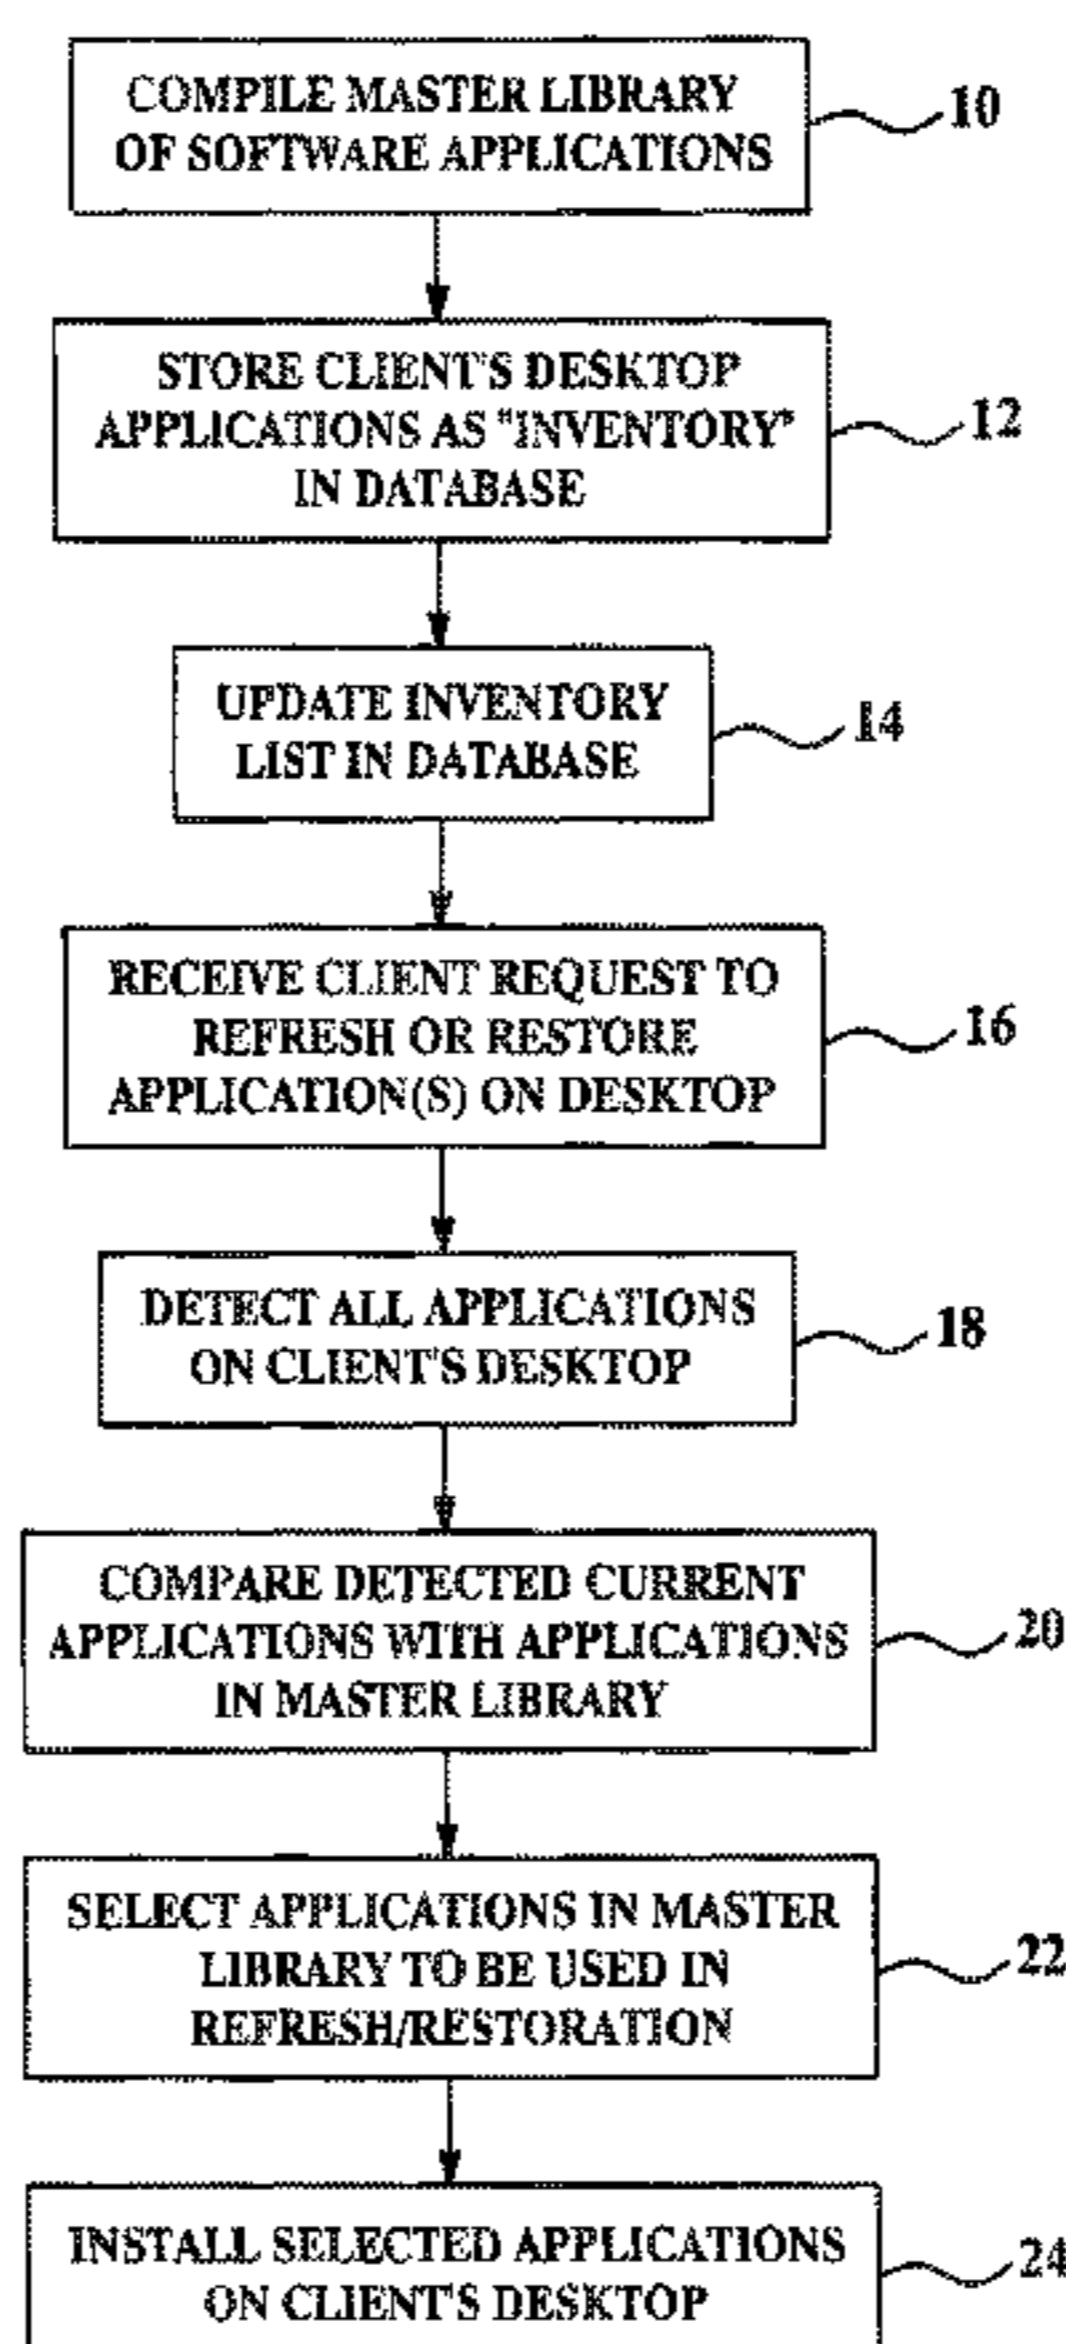 COMPILE MASTER LIBRARY
OF SOFTWARE APPLICATIONS
10
STORE CLIENT'S DESKTOP
APPLICATIONS AS "INVENTORY"
IN DATABASE
12
UPDATE INVENTORY
LIST IN DATABASE
14
RECEIVE CLIENT REQUEST TO
REFRESH OR RESTORE
APPLICATION(S) ON DESKTOP
16
DETECT ALL APPLICATIONS
ON CLIENT'S DESKTOP
18
COMPARE DETECTED CURRENT
APPLICATIONS WITH APPLICATIONS
IN MASTER LIBRARY
20
SELECT APPLICATIONS IN MASTER
LIBRARY TO BE USED IN
REFRESH/RESTORATION
22
INSTALL SELECTED APPLICATIONS
ON CLIENT'S DESKTOP
24